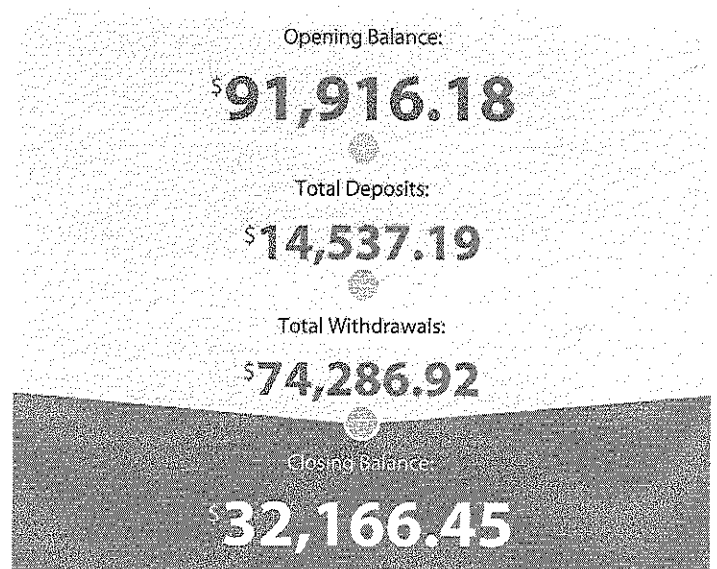 Opening Balance:
$91,916.18
Total Deposits:
$14,537.19
Total Withdrawals:
$74,286.92
Closing Balance:
$32,166.45